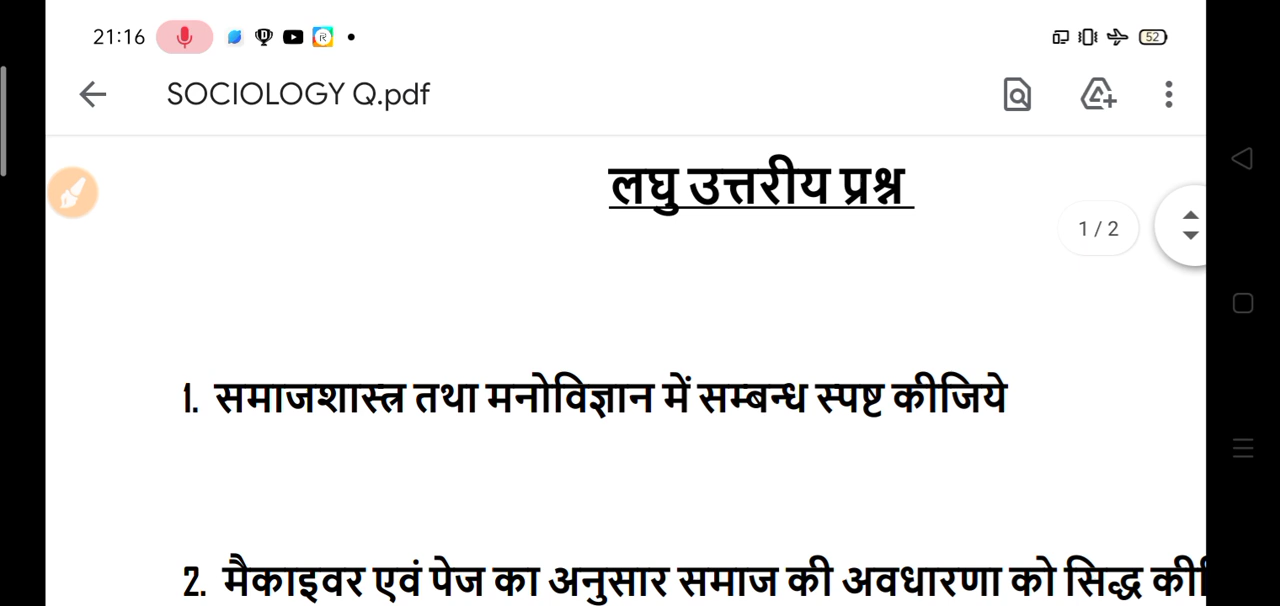 21:16
52
SOCIOLOGY Q.pdf
लघु उत्तरीय प्रश्न
1 / 2
1. समाजशास्त्र तथा मनोविज्ञान में सम्बन्ध स्पष्ट कीजिये
2. मैकाइवर एवं पेज का अनुसार समाज की अवधारणा को सिद्ध